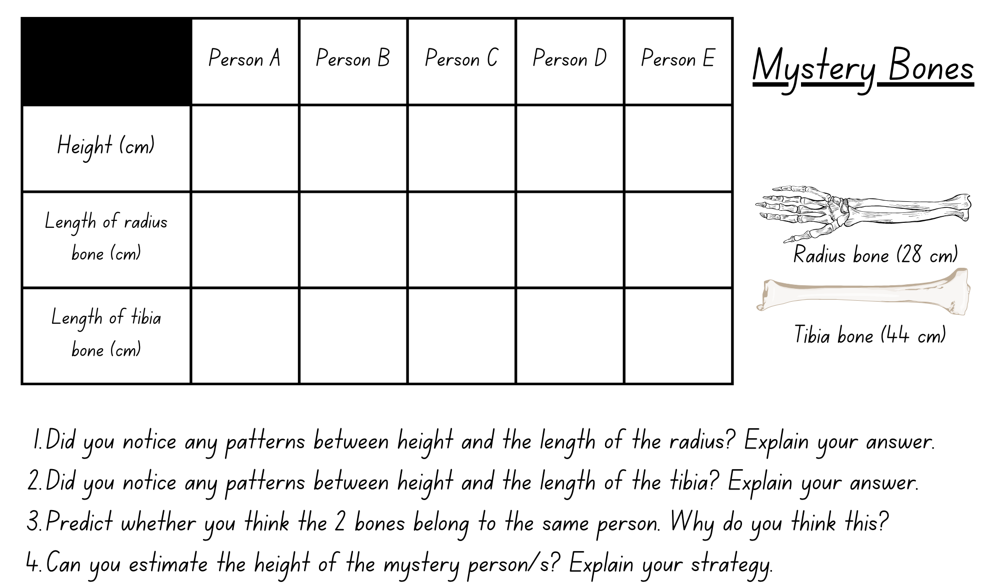 Person A
Person B
Person C
Person D
Person E
Mystery Bones
Height (cm)
Length of radius
bone (cm)
Radius bone (28 cm)
Length of tibia
bone (cm)
Tibia bone (44 cm)
1. Did you notice any patterns between height and the length of the radius? Explain your answer.
2. Did you notice any patterns between height and the length of the tibia? Explain your answer.
3. Predict whether you think the 2 bones belong to the same person. Why do you think this?
4. Can you estimate the height of the mystery person/s? Explain your strategy.